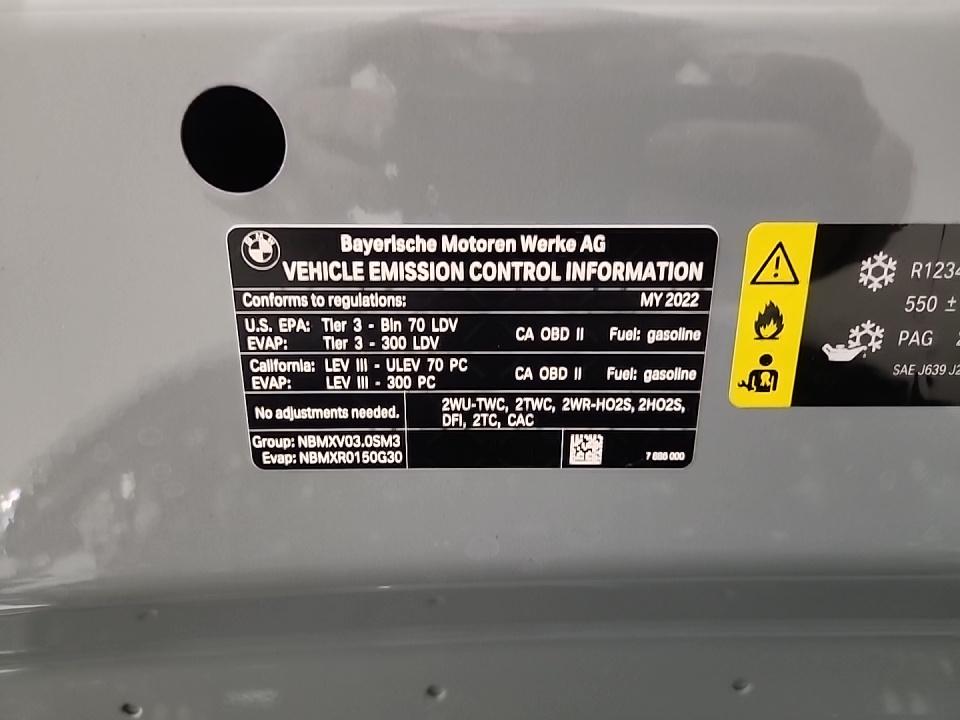 BMW
Bayerische Motoren Werke AG
VEHICLE EMISSION CONTROL INFORMATION
Conforms to regulations: MY 2022
U.S. EPA: Tier 3 - Bin 70 LDV
EVAP: Tier 3 - 300 LDV
CA OBD II Fuel: gasoline
California: LEV III - ULEV 70 PC
EVAP: LEV III - 300 PC
CA OBD II Fuel: gasoline
No adjustments needed.
2WU-TWC, 2TWC, 2WR-HO2S, 2HO2S,
DFI, 2TC, CAC
Group: NBMXV03.0SM3
Evap: NBMXR0150G30
R1234
550 ±
PAG
SAE J639 J2